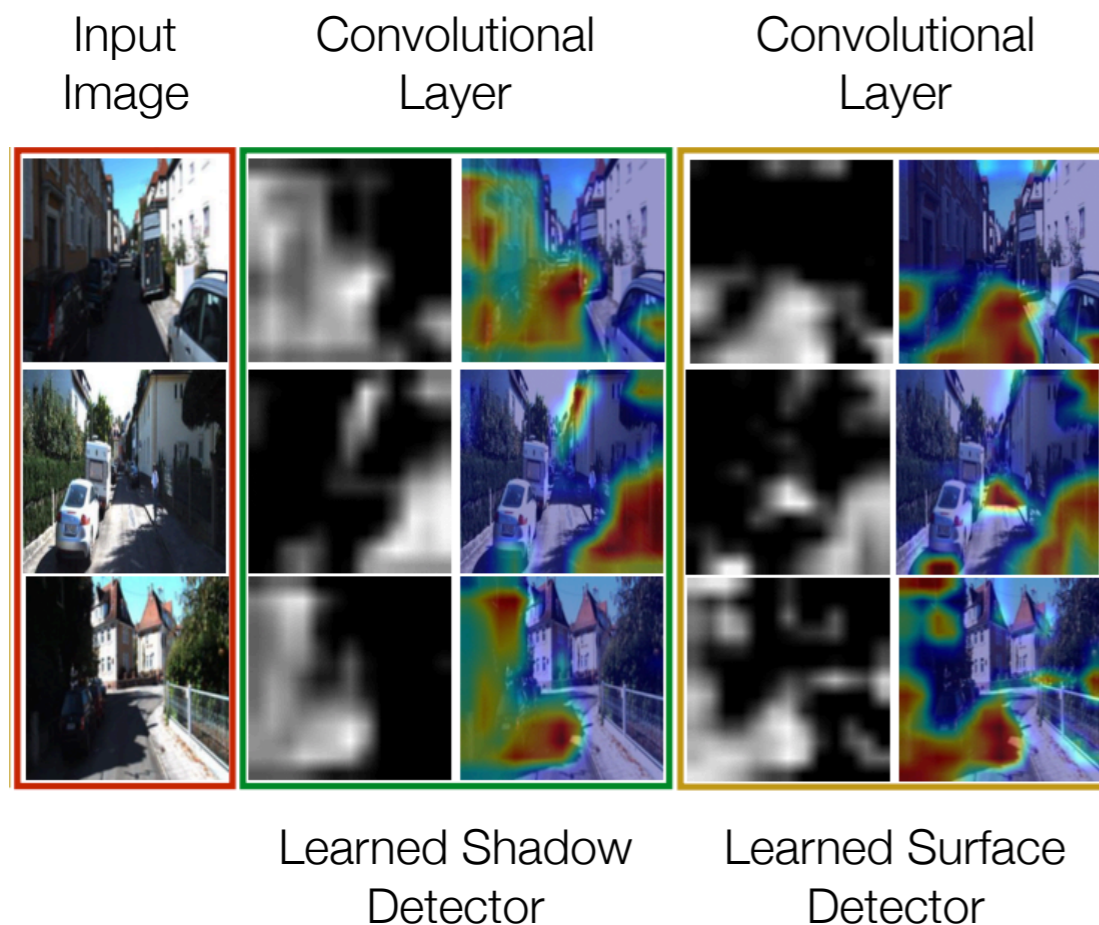 Input
Image
Convolutional
Layer
Convolutional
Layer
Learned Shadow
Detector
Learned Surface
Detector